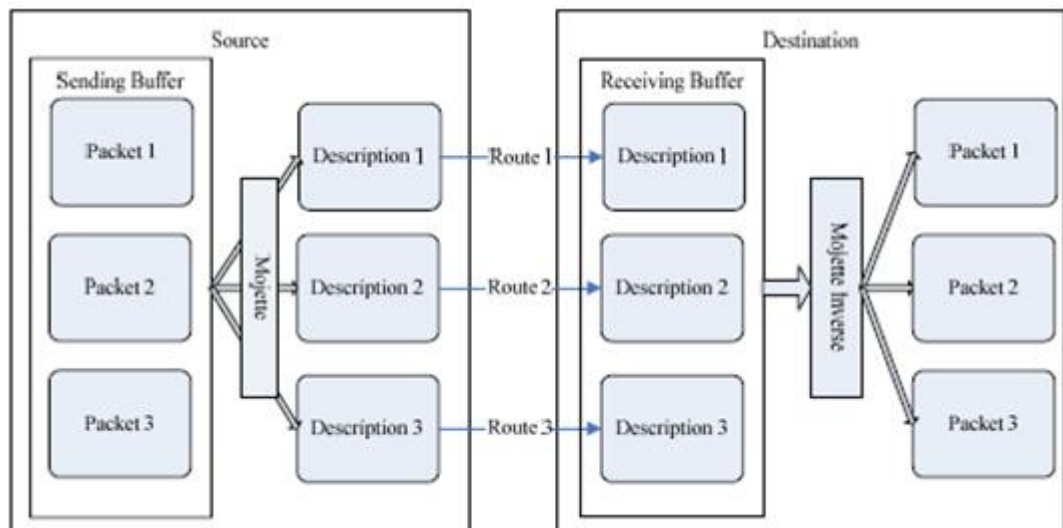 Source
Sending Buffer
Packet 1
Packet 2
Packet 3
Mojette
Description 1
Description 2
Description 3
Route 1
Route 2
Route 3
Destination
Receiving Buffer
Description 1
Description 2
Description 3
Mojette Inverse
Packet 1
Packet 2
Packet 3